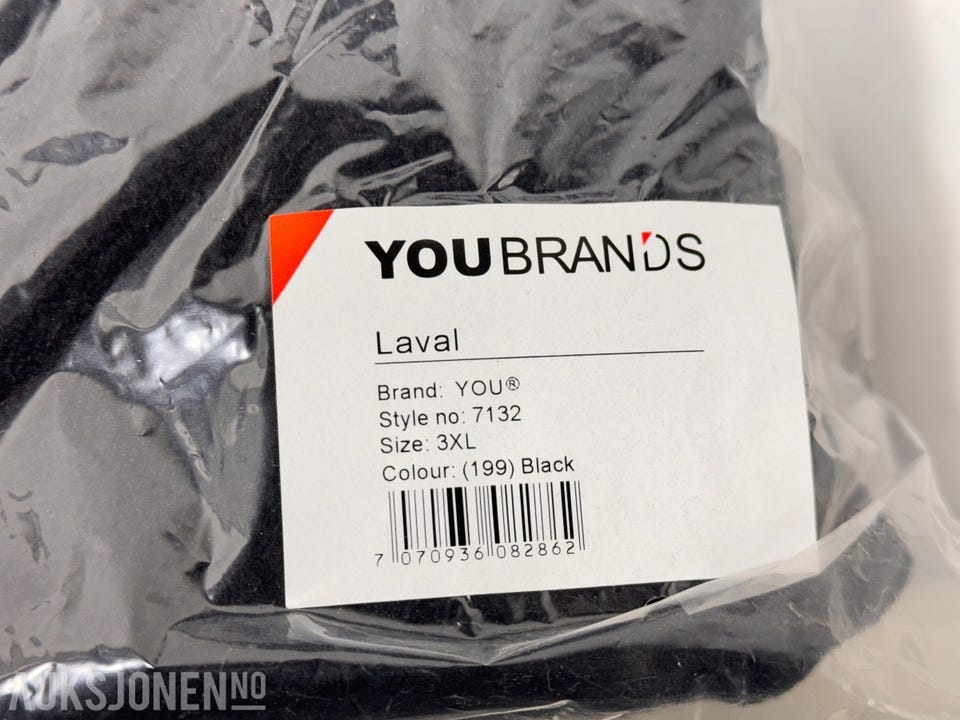 YOUBRANDS
Laval
Brand: YOU®
Style no: 7132
Size: 3XL
Colour: (199) Black
7 070936 082862
AUKSJONEN NO